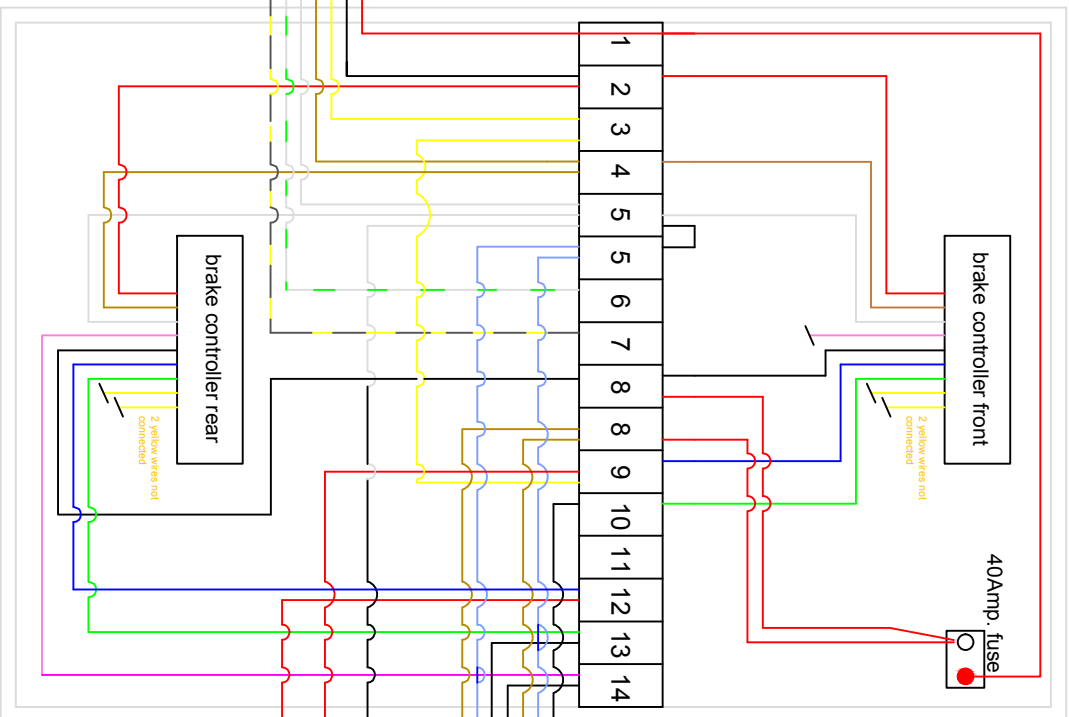 1
2
3
4
5
5
6
7
8
8
9
10
11
12
13
14
brake controller rear
2 yellow wires not
connected
brake controller front
2 yellow wires not
connected
40Amp. fuse